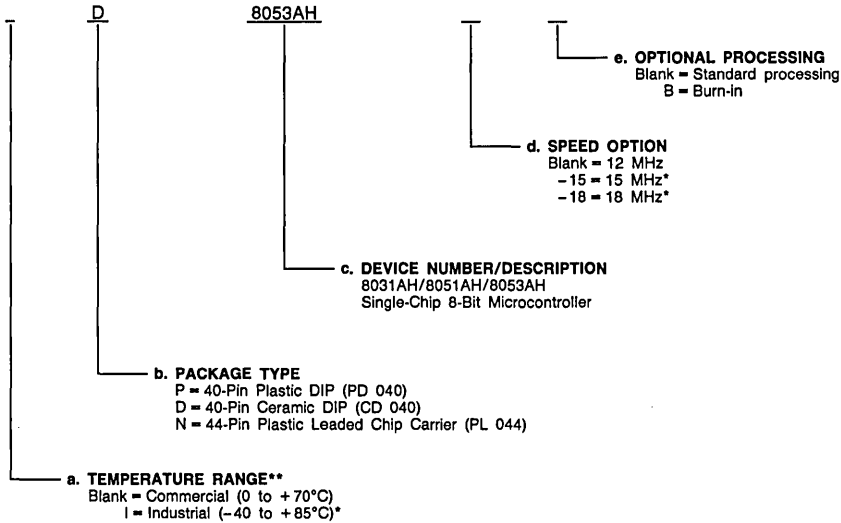 D 8053AH
e. OPTIONAL PROCESSING
Blank = Standard processing
B = Burn-in
d. SPEED OPTION
Blank = 12 MHz
-15 = 15 MHz*
-18 = 18 MHz*
c. DEVICE NUMBER/DESCRIPTION
8031AH/8051AH/8053AH
Single-Chip 8-Bit Microcontroller
b. PACKAGE TYPE
P = 40-Pin Plastic DIP (PD 040)
D = 40-Pin Ceramic DIP (CD 040)
N = 44-Pin Plastic Leaded Chip Carrier (PL 044)
a. TEMPERATURE RANGE**
Blank = Commercial (0 to +70°C)
I = Industrial (-40 to +85°C)*